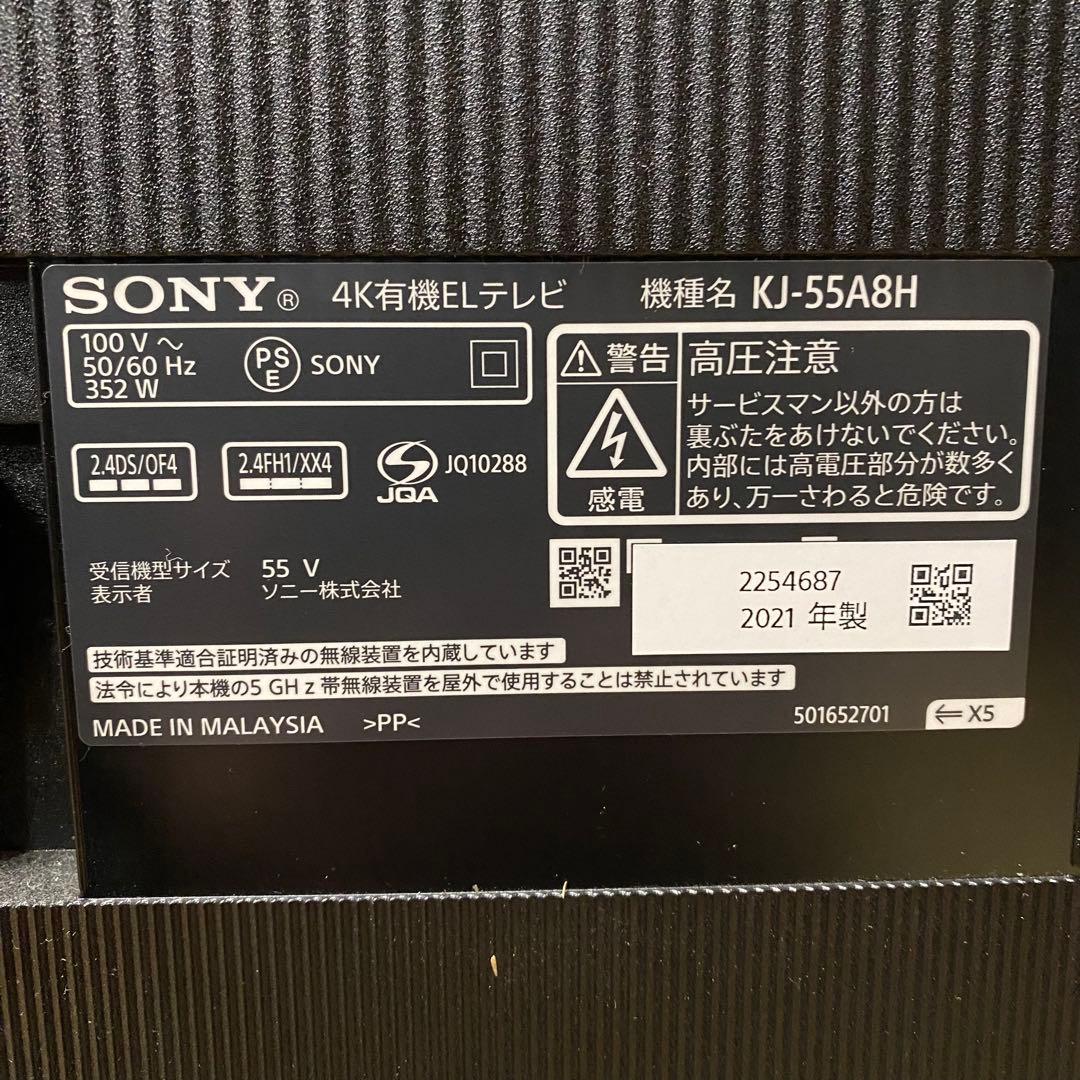 SONY® 4K有機ELテレビ 機種名 KJ-55A8H
100 V ～
50/60 Hz
352 W
PSE SONY
警告 高圧注意
サービスマン以外の方は
裏ぶたをあけないでください。
内部には高電圧部分が数多く
あり、万一さわると危険です。
感電
2.4DS/OF4 2.4FH1/XX4 JQA JQ10288
受信機型サイズ 55 V
表示者 ソニー株式会社
2254687
2021 年製
技術基準適合証明済みの無線装置を内蔵しています
法令により本機の5 GHz帯無線装置を屋外で使用することは禁止されています
MADE IN MALAYSIA >PP< 501652701 ⇐X5